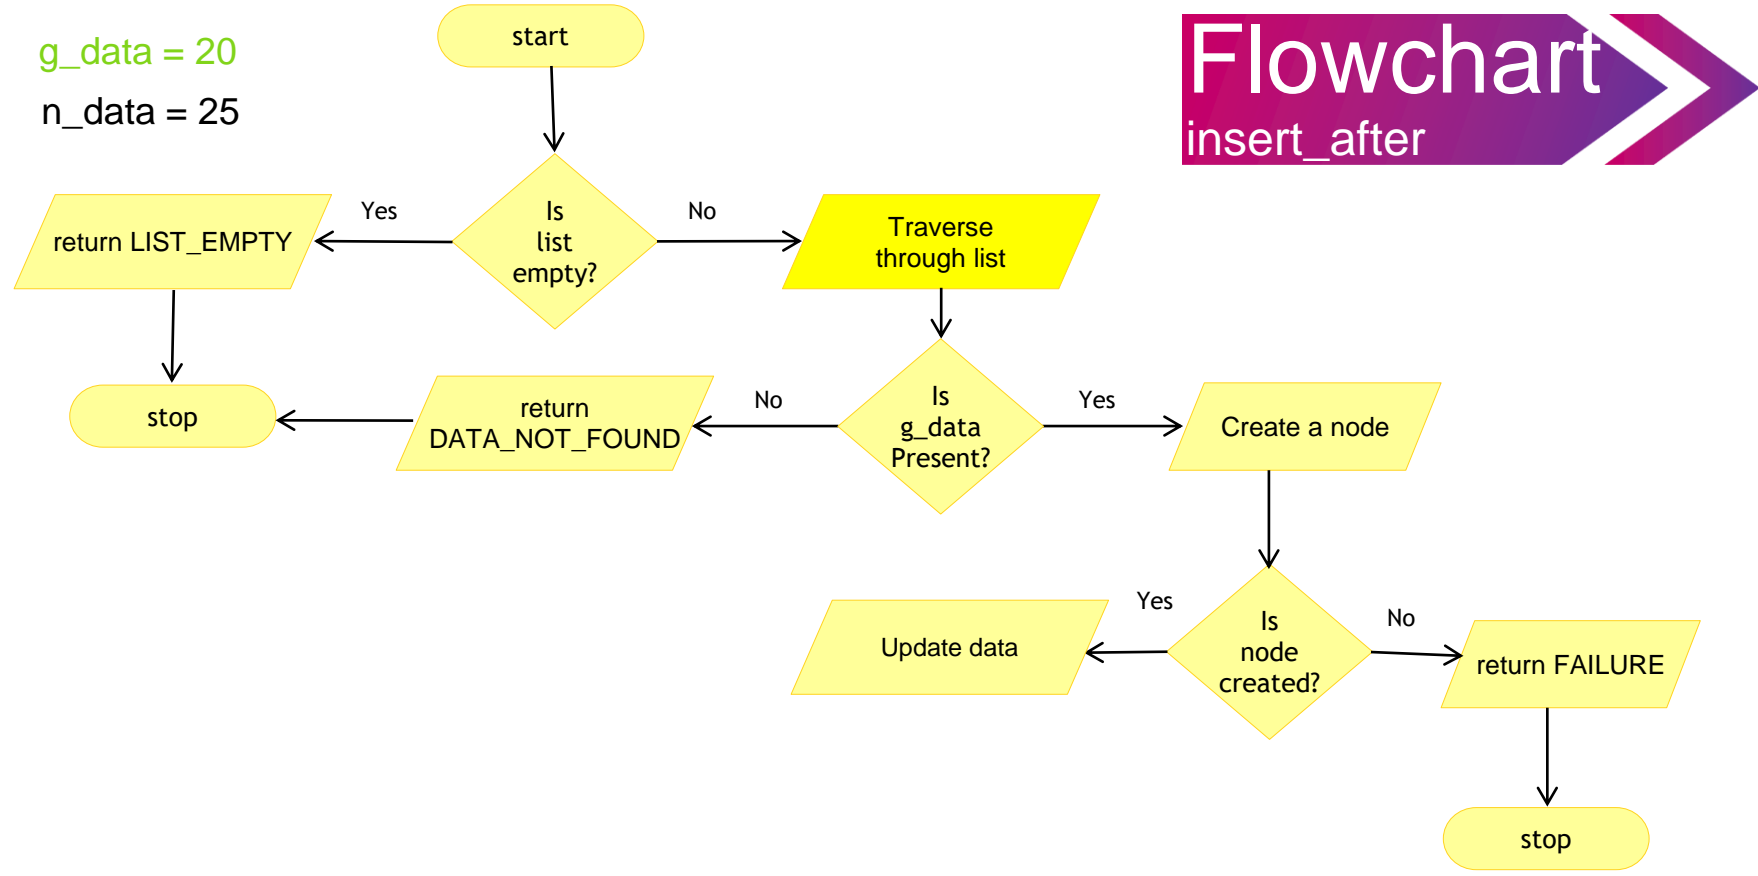 Flowchart
insert_after
g_data = 20
n_data = 25
start
Is
list
empty?
Yes
No
return LIST_EMPTY
Traverse
through list
stop
return
DATA_NOT_FOUND
No
Is
g_data
Present?
Yes
Create a node
Update data
Yes
Is
node
created?
No
return FAILURE
stop